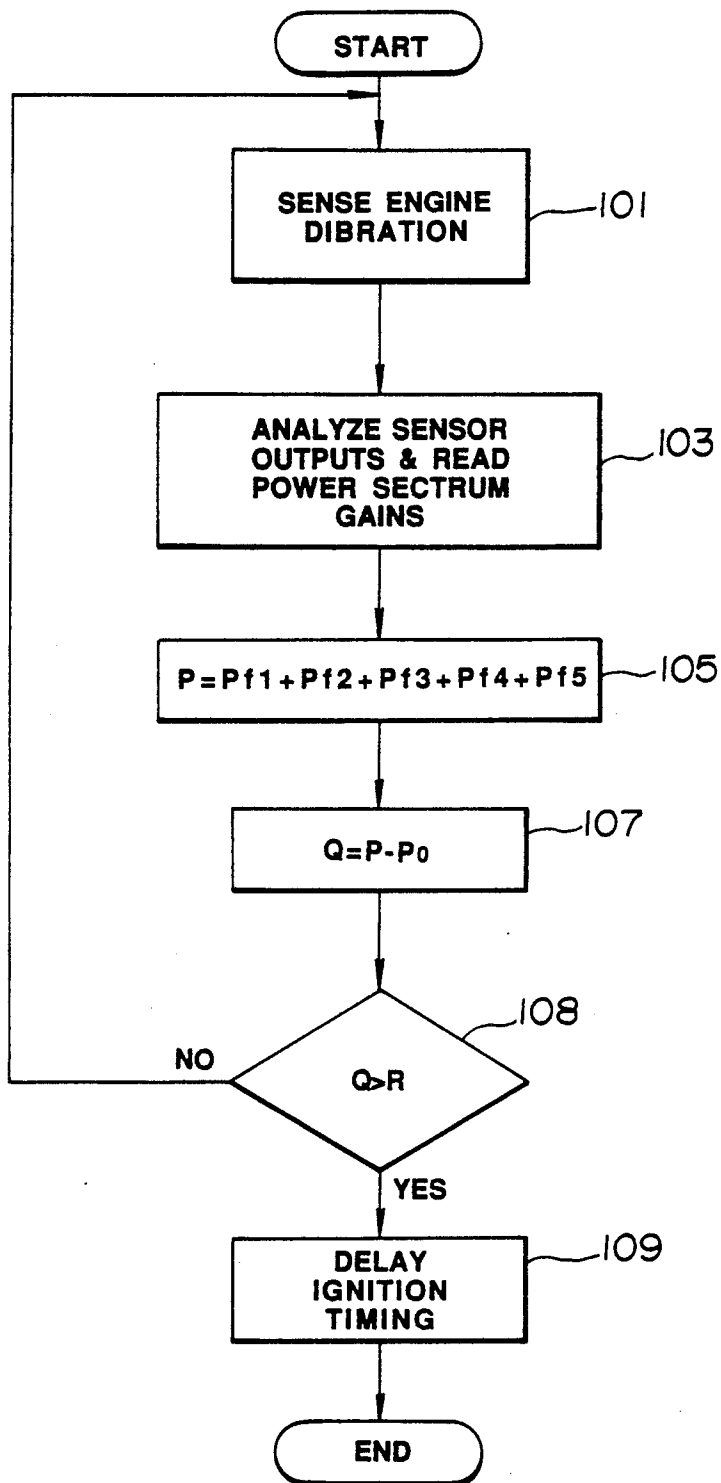 START
SENSE ENGINE
DIBRATION
101
ANALYZE SENSOR
OUTPUTS & READ
POWER SECTRUM
GAINS
103
P=Pf1+Pf2+Pf3+Pf4+Pf5
105
Q=P-P0
107
108
NO
Q>R
YES
DELAY
IGNITION
TIMING
109
END